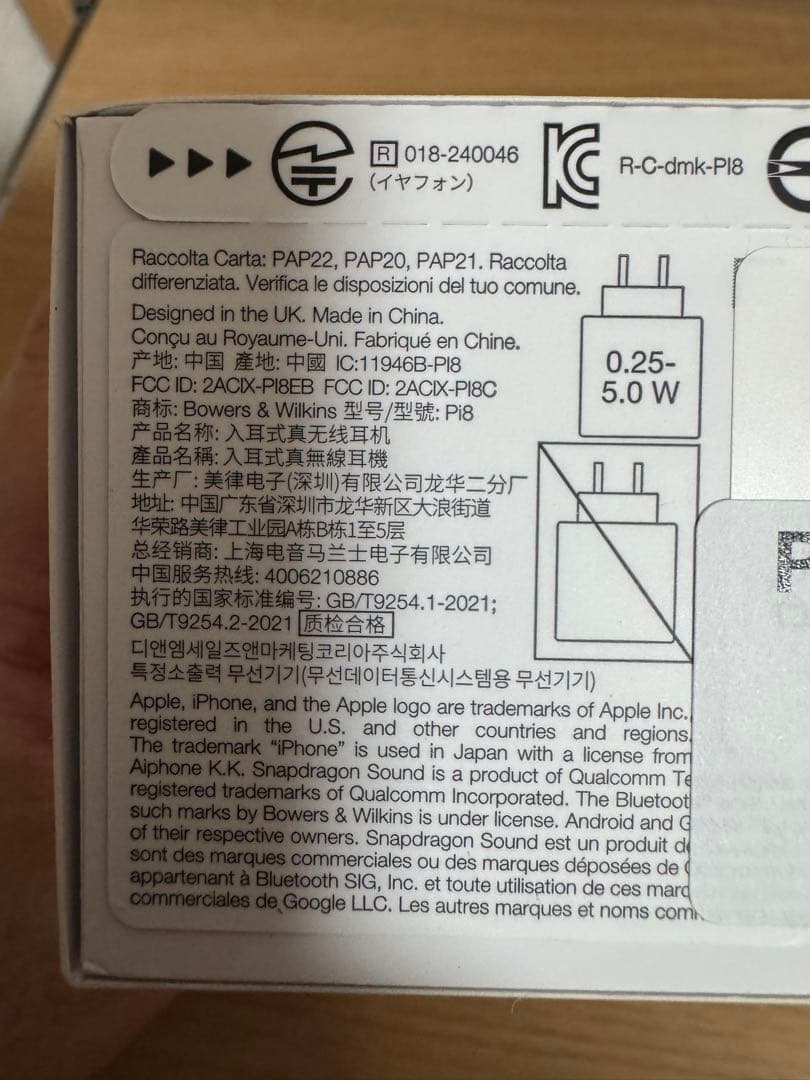 R 018-240046
(イヤフォン)
R-C-dmk-PI8
Raccolta Carta: PAP22, PAP20, PAP21. Raccolta
differenziata. Verifica le disposizioni del tuo comune.
Designed in the UK. Made in China.
Conçu au Royaume-Uni. Fabriqué en Chine.
产地: 中国 產地: 中國 IC:11946B-PI8
FCC ID: 2ACIX-PI8EB FCC ID: 2ACIX-PI8C
商标: Bowers & Wilkins 型号/型號: Pi8
产品名称: 入耳式真无线耳机
產品名稱: 入耳式真無線耳機
生产厂: 美律电子(深圳)有限公司龙华二分厂
地址: 中国广东省深圳市龙华新区大浪街道
华荣路美律工业园A栋B栋1至5层
总经销商: 上海电音马兰士电子有限公司
中国服务热线: 4006210886
执行的国家标准编号: GB/T9254.1-2021;
GB/T9254.2-2021 质检合格
디앤엠세일즈앤마케팅코리아주식회사
특정소출력 무선기기(무선데이터통신시스템용 무선기기)
0.25-
5.0 W
Apple, iPhone, and the Apple logo are trademarks of Apple Inc.,
registered in the U.S. and other countries and regions.
The trademark “iPhone” is used in Japan with a license from
Aiphone K.K. Snapdragon Sound is a product of Qualcomm Te
registered trademarks of Qualcomm Incorporated. The Bluetoot
such marks by Bowers & Wilkins is under license. Android and G
of their respective owners. Snapdragon Sound est un produit d
sont des marques commerciales ou des marques déposées de
appartenant à Bluetooth SIG, Inc. et toute utilisation de ces marq
commerciales de Google LLC. Les autres marques et noms com